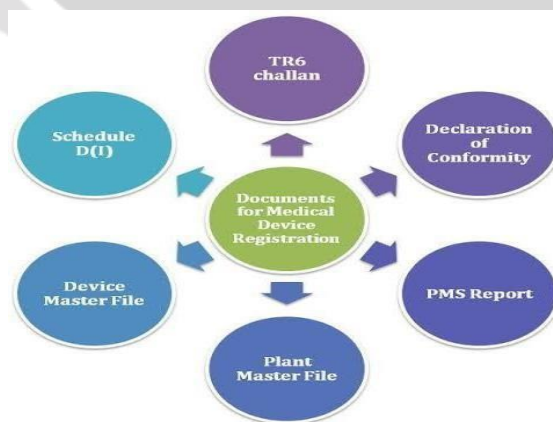 TR6
challan
Declaration
of
Conformity
PMS Report
Plant
Master File
Device
Master File
Schedule
D(I)
Documents
for Medical
Device
Registration